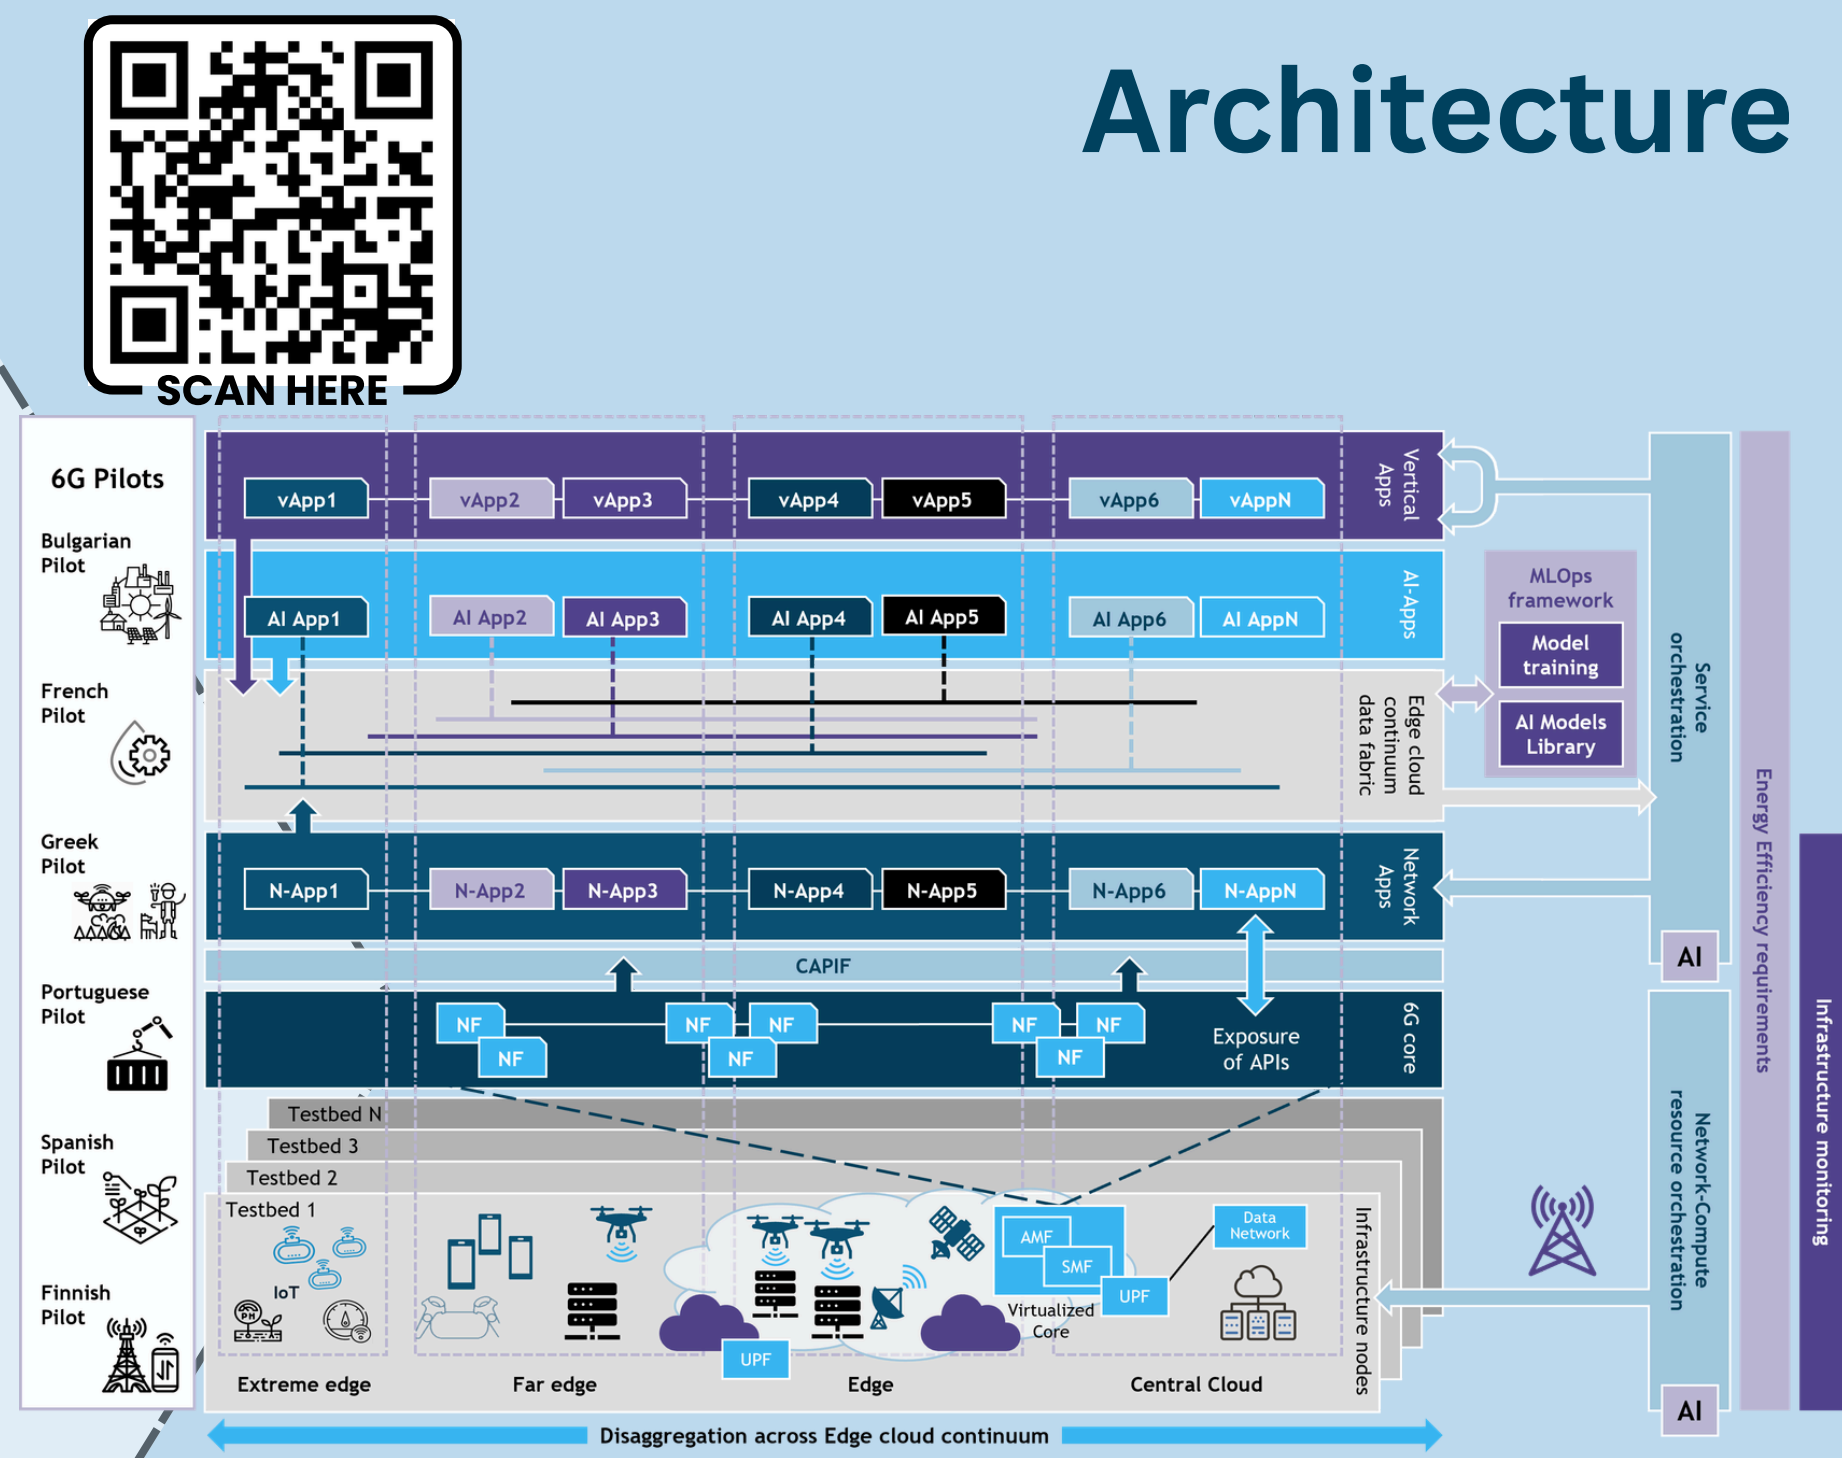 Architecture
SCAN HERE
6G Pilots
Bulgarian
Pilot
French
Pilot
Greek
Pilot
Portuguese
Pilot
Spanish
Pilot
Finnish
Pilot
vApp1
vApp2
vApp3
vApp4
vApp5
vApp6
vAppN
Vertical
Apps
AI App1
AI App2
AI App3
AI App4
AI App5
AI App6
AI AppN
AI-Apps
Edge cloud
continuum
data fabric
N-App1
N-App2
N-App3
N-App4
N-App5
N-App6
N-AppN
Network
Apps
CAPIF
NF
NF
NF
NF
NF
NF
NF
NF
Exposure
of APIs
6G core
Testbed N
Testbed 3
Testbed 2
Testbed 1
IoT
PH
UPF
AMF
SMF
UPF
Virtualized
Core
Data
Network
Infrastructure nodes
Extreme edge
Far edge
Edge
Central Cloud
Disaggregation across Edge cloud continuum
MLOps
framework
Model
training
AI Models
Library
Service
orchestration
AI
Network-Compute
resource orchestration
AI
Energy Efficiency requirements
Infrastructure monitoring